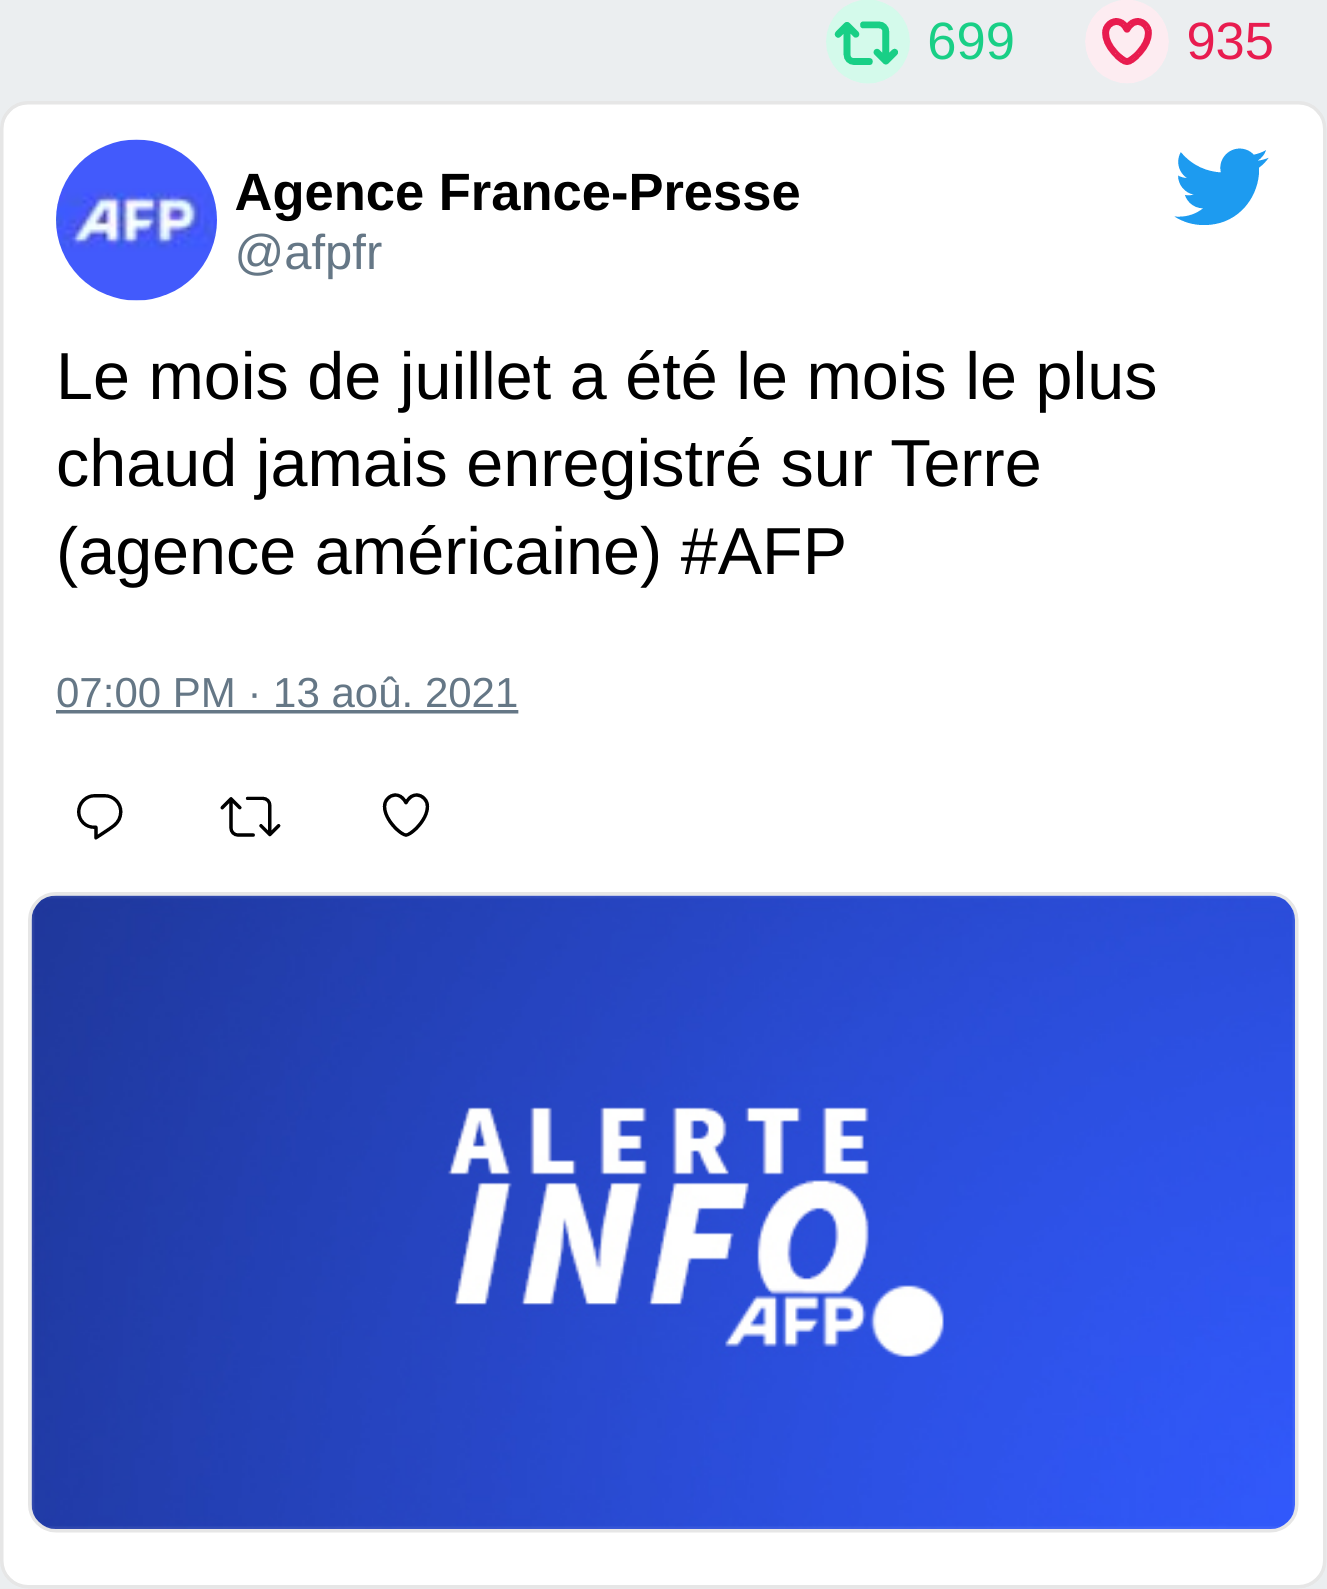 699 935
AFP
Agence France-Presse
@afpfr
Le mois de juillet a été le mois le plus
chaud jamais enregistré sur Terre
(agence américaine) #AFP
07:00 PM · 13 aoû. 2021
ALERTE
INFO
AFP